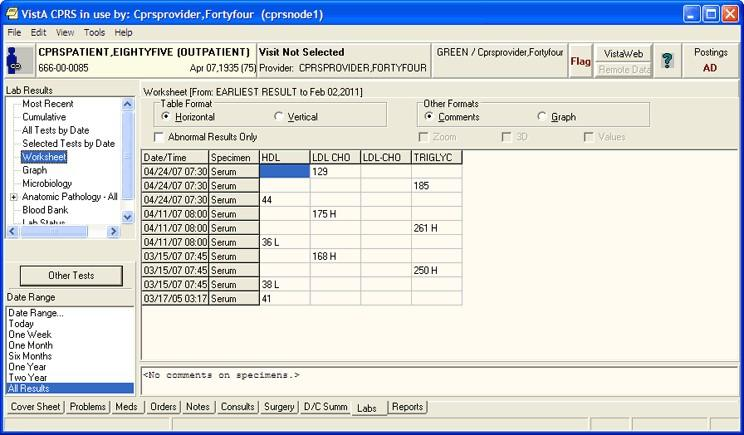 VistA CPRS in use by: Cprsprovider,Fortyfour (cprsnode1)
File Edit View Tools Help
CPRSPATIENT,EIGHTYFIVE (OUTPATIENT) Visit Not Selected GREEN / Cprsprovider,Fortyfour Flag VistaWeb Postings
666-00-0085 Apr 07,1935 (75) Provider: CPRSPROVIDER,FORTYFOUR Remote Data ? AD
Lab Results
Most Recent
Cumulative
All Tests by Date
Selected Tests by Date
Worksheet
Graph
Microbiology
Anatomic Pathology - All
Blood Bank
Lab Status
Other Tests
Date Range
Date Range...
Today
One Week
One Month
Six Months
One Year
Two Year
All Results
Worksheet [From: EARLIEST RESULT to Feb 02,2011]
Table Format Other Formats
Horizontal Vertical Comments Graph
Abnormal Results Only Zoom 3D Values
Date/Time Specimen HDL LDL CHO LDL-CHO TRIGLYC
04/24/07 07:30 Serum 129
04/24/07 07:30 Serum 185
04/24/07 07:30 Serum 44
04/11/07 08:00 Serum 175 H
04/11/07 08:00 Serum 261 H
04/11/07 08:00 Serum 36 L
03/15/07 07:45 Serum 168 H
03/15/07 07:45 Serum 250 H
03/15/07 07:45 Serum 38 L
03/17/05 03:17 Serum 41
<No comments on specimens.>
Cover Sheet Problems Meds Orders Notes Consults Surgery D/C Summ Labs Reports